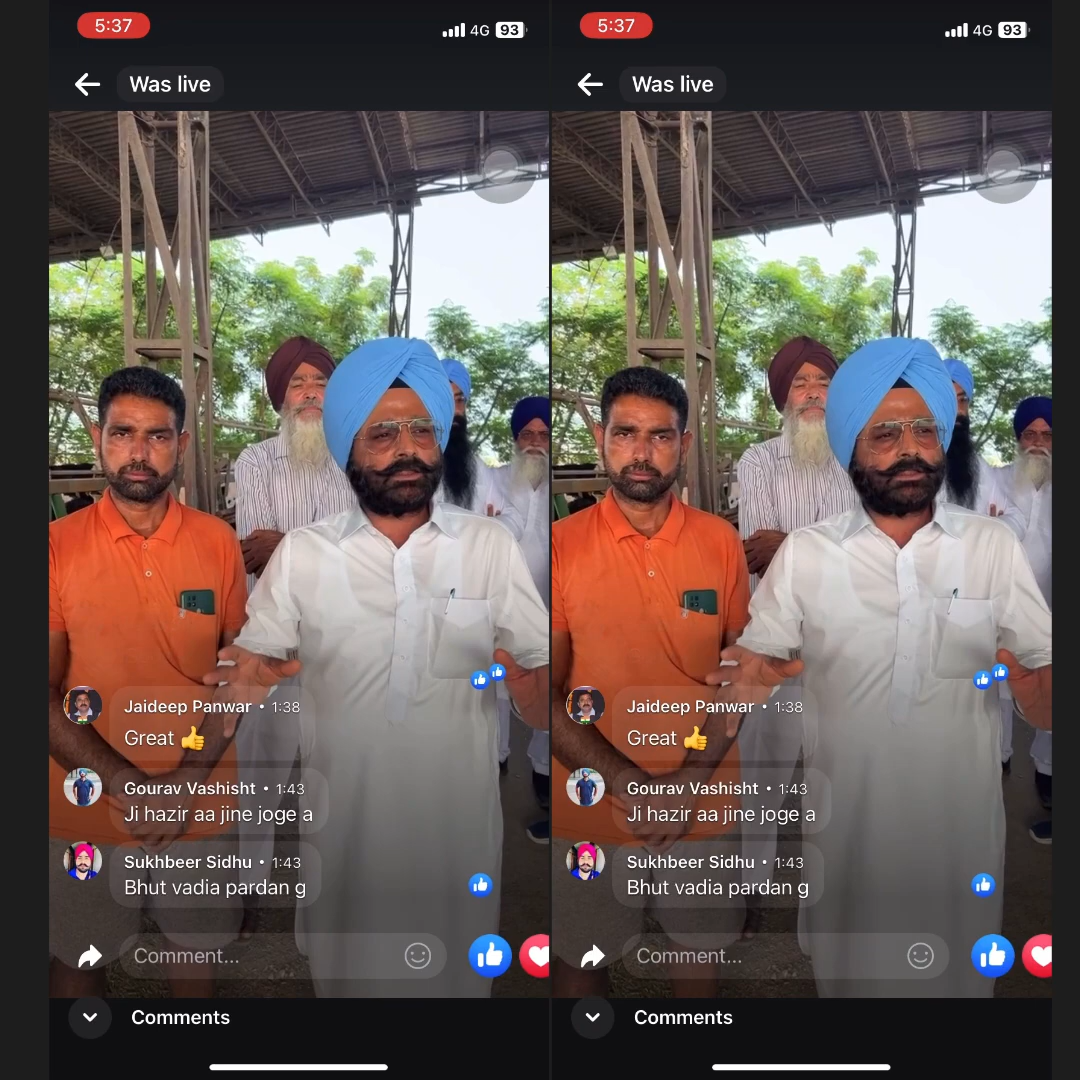 5:37
4G 93
Was live
Jaideep Panwar • 1:38
Great 👍
Gourav Vashisht • 1:43
Ji hazir aa jine joge a
Sukhbeer Sidhu • 1:43
Bhut vadia pardan g
Comment...
Comments
5:37
4G 93
Was live
Jaideep Panwar • 1:38
Great 👍
Gourav Vashisht • 1:43
Ji hazir aa jine joge a
Sukhbeer Sidhu • 1:43
Bhut vadia pardan g
Comment...
Comments